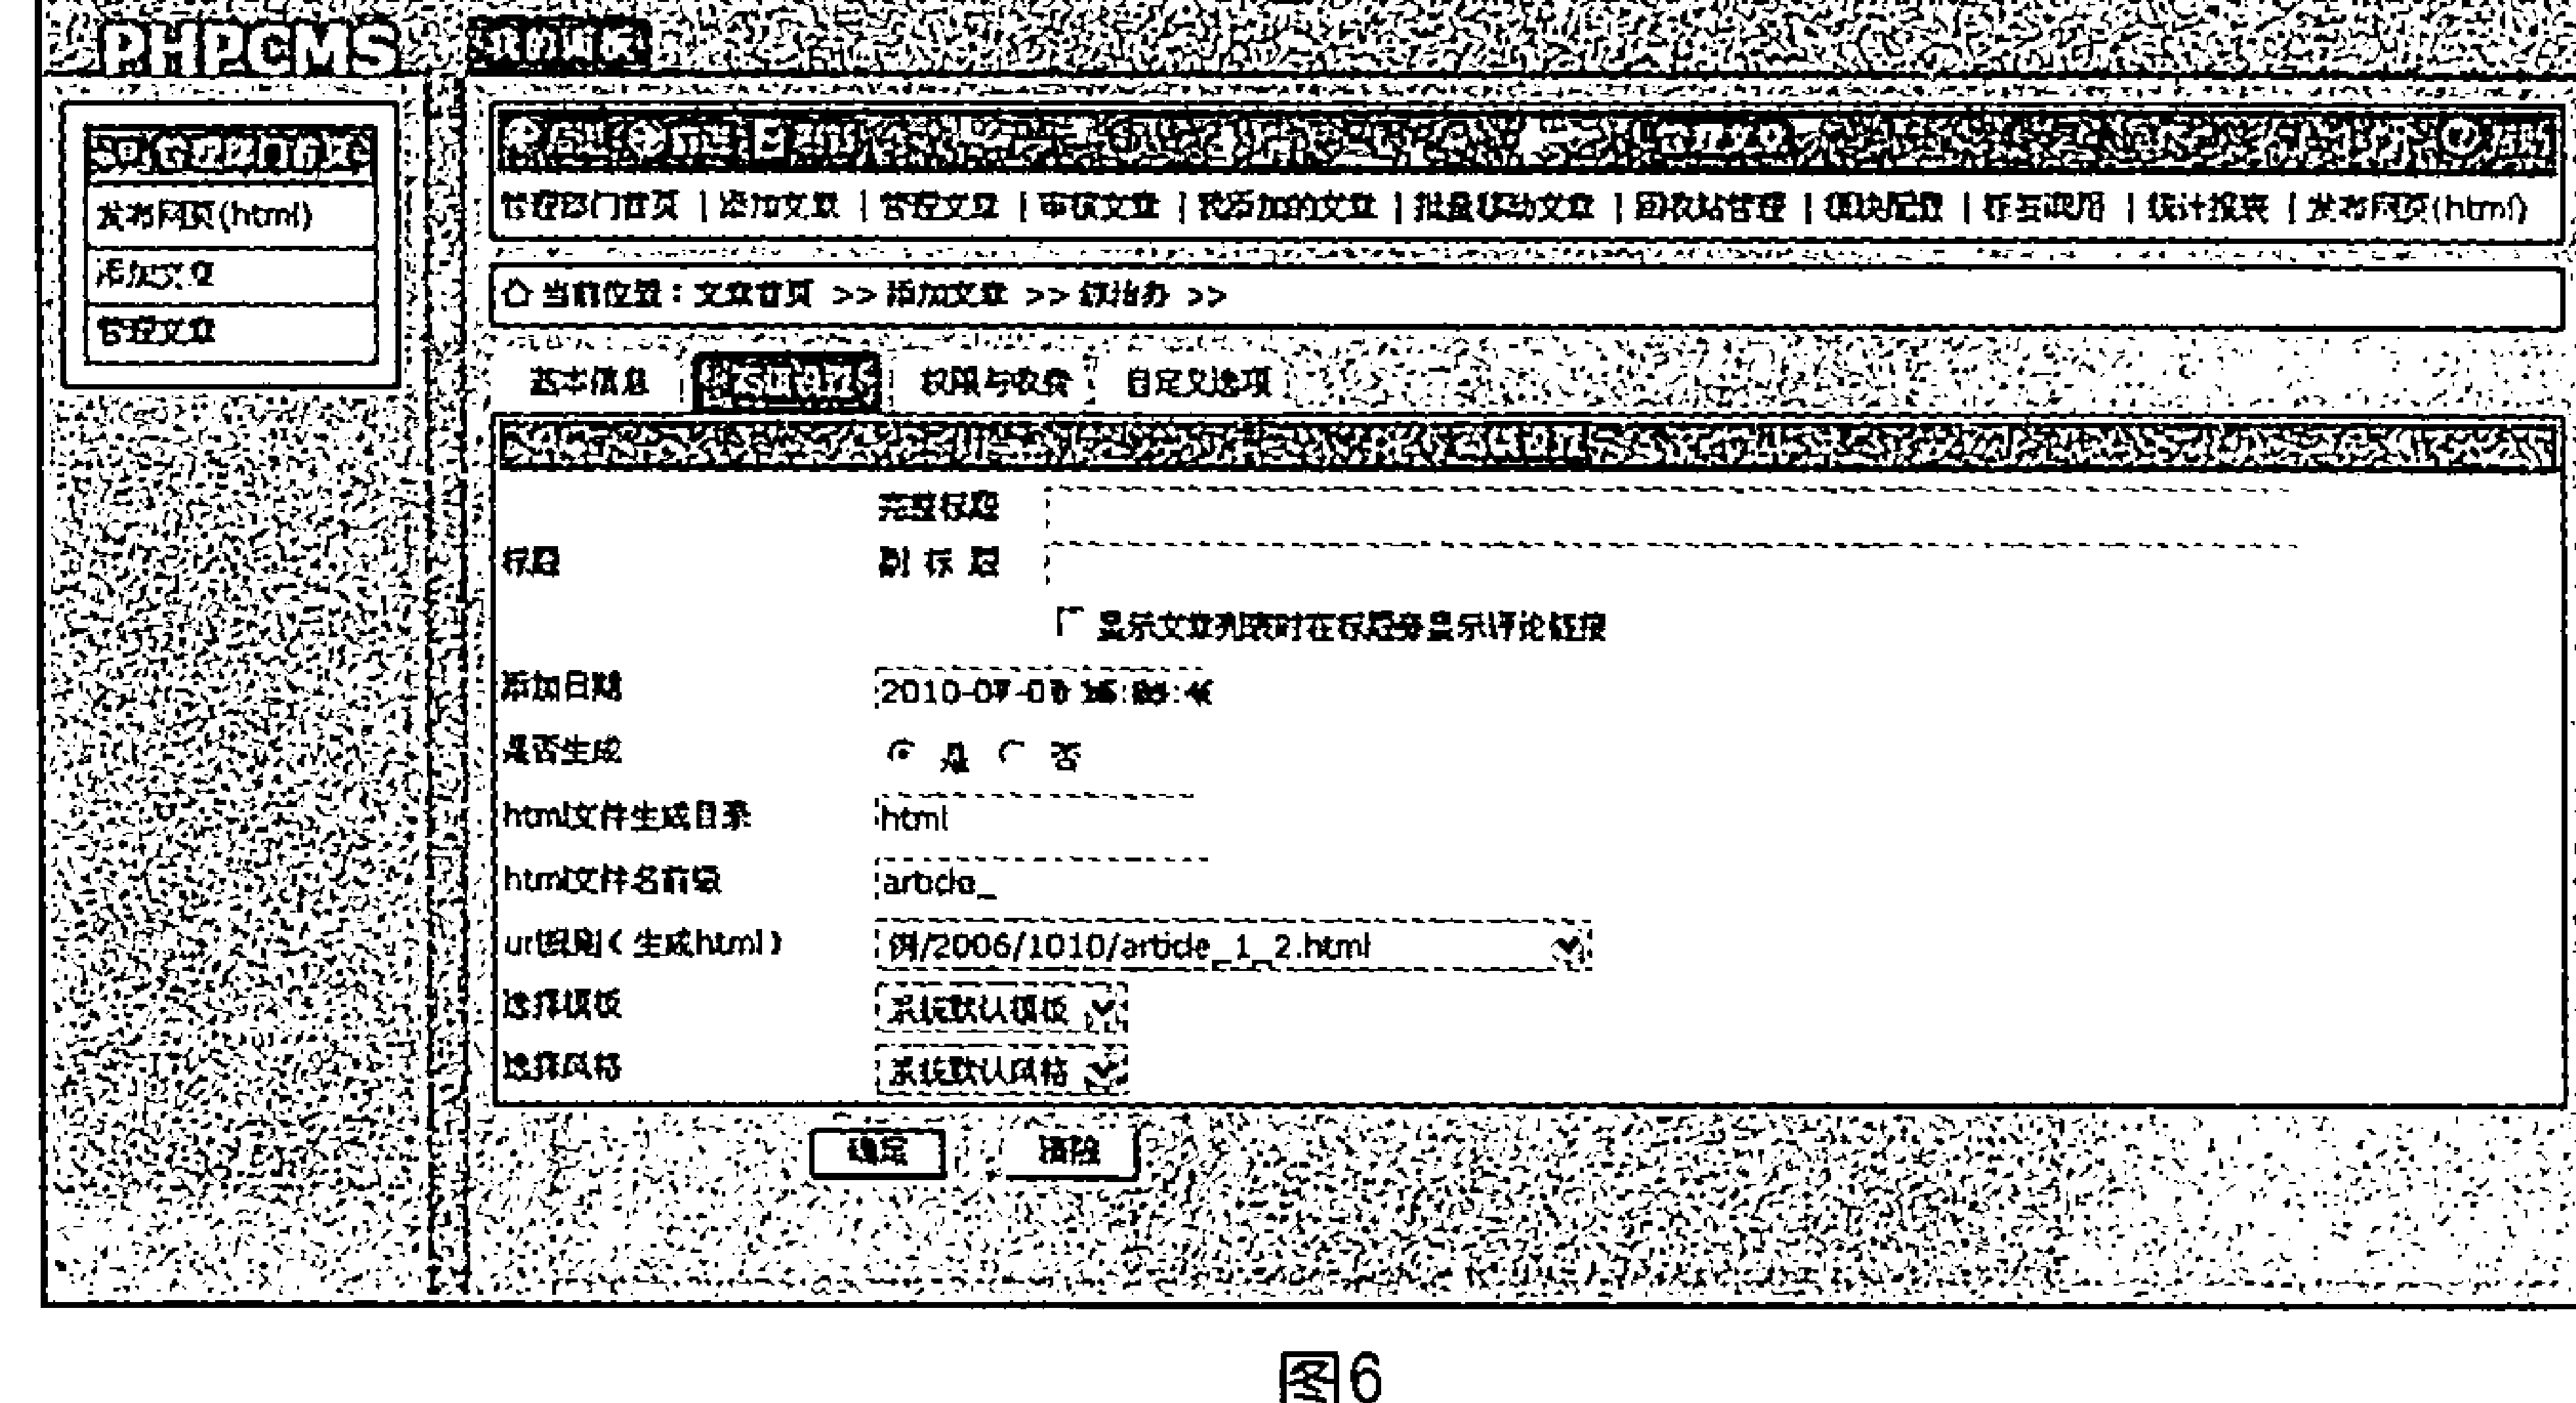 PHPCMS
发布网页(html)
添加文章
管理文章
管理部门首页 | 添加文章 | 管理文章 | 审核文章 | 我添加的文章 | 批量移动文章 | 回收站管理 | 模块配置 | 标签调用 | 统计报表 | 发布网页(html)
当前位置：文章首页 >> 添加文章 >> >>
基本信息 权限与收费 自定义选项
完整标题
标题 副 标 题
显示文章列表时在标题旁显示评论链接
添加日期 2010-07-0
是否生成 是 否
html文件生成目录 html
html文件名前缀 article_
url规则（生成html） 例/2006/1010/article_1_2.html
选择模板 系统默认模板
选择风格 系统默认风格
确定 清除
图6